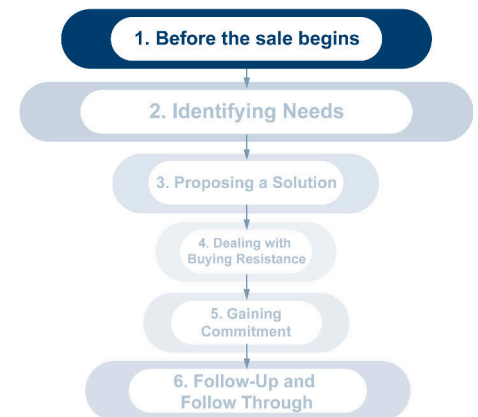 1. Before the sale begins
2. Identifying Needs
3. Proposing a Solution
4. Dealing with
Buying Resistance
5. Gaining
Commitment
6. Follow-Up and
Follow Through